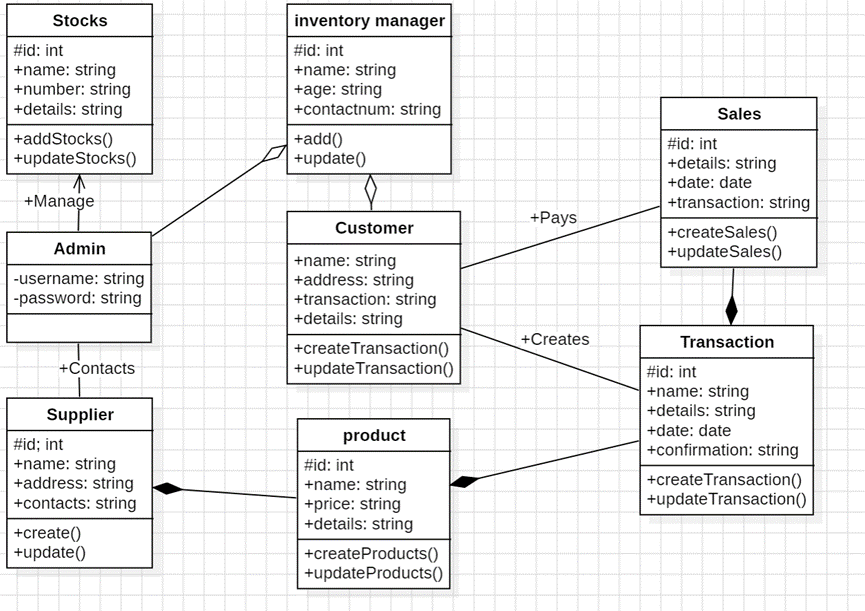 Stocks
#id: int
+name: string
+number: string
+details: string
+addStocks()
+updateStocks()
inventory manager
#id: int
+name: string
+age: string
+contactnum: string
+add()
+update()
Sales
#id: int
+details: string
+date: date
+transaction: string
+createSales()
+updateSales()
+Manage
+Pays
Admin
-username: string
-password: string
Customer
+name: string
+address: string
+transaction: string
+details: string
+createTransaction()
+updateTransaction()
+Creates
Transaction
#id: int
+name: string
+details: string
+date: date
+confirmation: string
+createTransaction()
+updateTransaction()
+Contacts
Supplier
#id; int
+name: string
+address: string
+contacts: string
+create()
+update()
product
#id: int
+name: string
+price: string
+details: string
+createProducts()
+updateProducts()